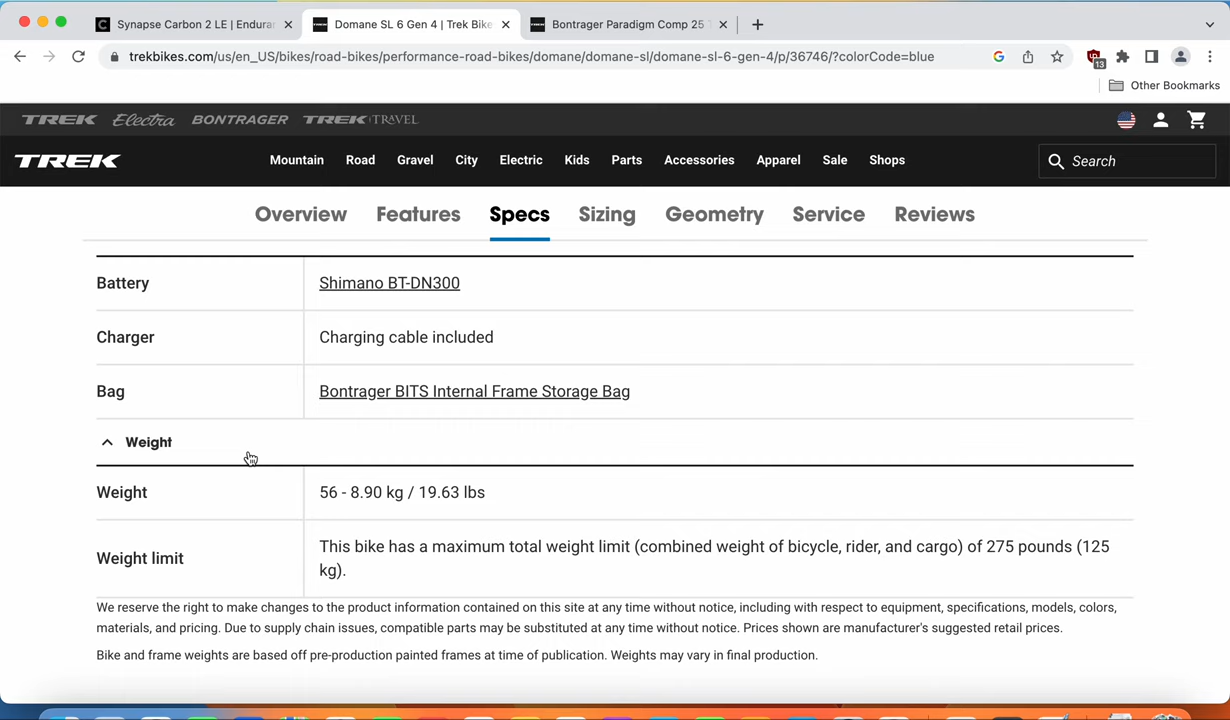 Synapse Carbon 2 LE | Endura
Domane SL 6 Gen 4 | Trek Bike
Bontrager Paradigm Comp 25 T
trekbikes.com/us/en_US/bikes/road-bikes/performance-road-bikes/domane/domane-sl/domane-sl-6-gen-4/p/36746/?colorCode=blue
13
Other Bookmarks
TREK Electra BONTRAGER TREK TRAVEL
TREK Mountain Road Gravel City Electric Kids Parts Accessories Apparel Sale Shops Search
Overview Features Specs Sizing Geometry Service Reviews
Battery Shimano BT-DN300
Charger Charging cable included
Bag Bontrager BITS Internal Frame Storage Bag
Weight
Weight 56 - 8.90 kg / 19.63 lbs
Weight limit This bike has a maximum total weight limit (combined weight of bicycle, rider, and cargo) of 275 pounds (125
kg).
We reserve the right to make changes to the product information contained on this site at any time without notice, including with respect to equipment, specifications, models, colors,
materials, and pricing. Due to supply chain issues, compatible parts may be substituted at any time without notice. Prices shown are manufacturer's suggested retail prices.
Bike and frame weights are based off pre-production painted frames at time of publication. Weights may vary in final production.